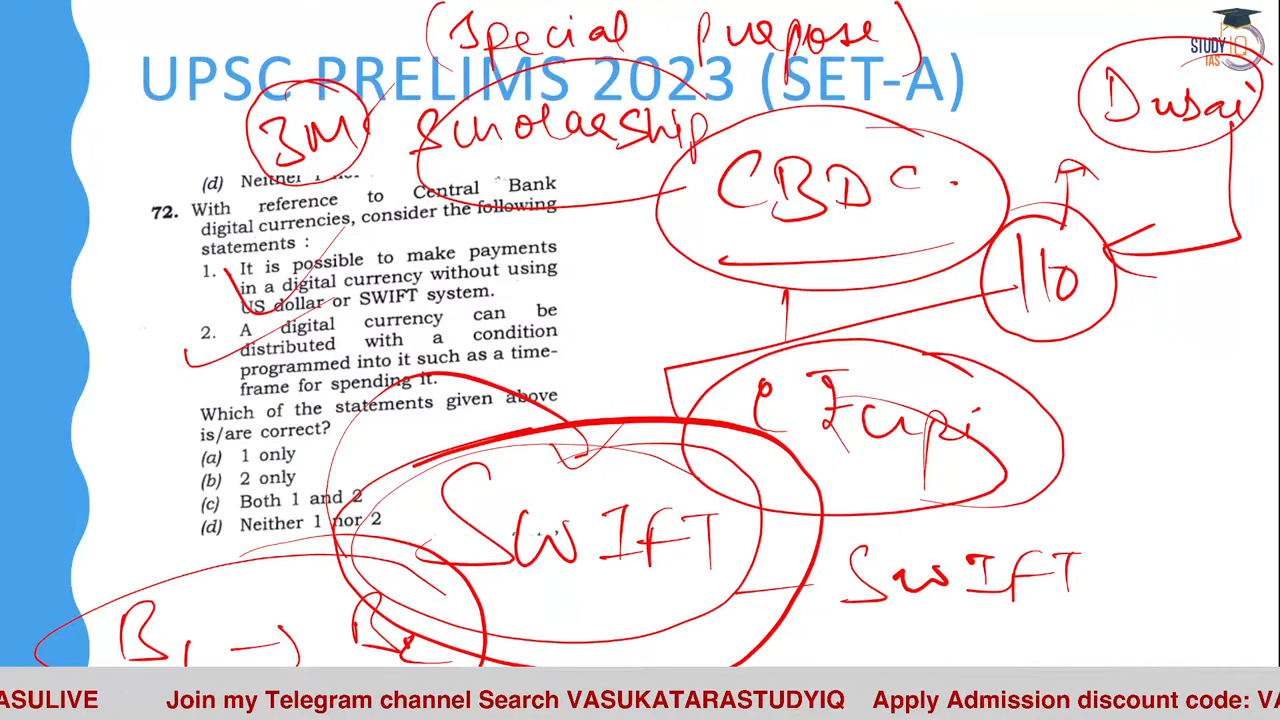 (Special Purpose)
STUDY IQ
IAS
UPSC PRELIMS 2023 (SET-A)
Dubai
3M
Scholarship
CBDC.
(d) Neither 1 nor
72. With reference to Central Bank
digital currencies, consider the following
statements :
1. It is possible to make payments
in a digital currency without using
US dollar or SWIFT system.
2. A digital currency can be
distributed with a condition
programmed into it such as a time-
frame for spending it.
Which of the statements given above
is/are correct?
(a) 1 only
(b) 2 only
(c) Both 1 and 2
(d) Neither 1 nor 2
SWIFT
SWIFT
B1 →
ASULIVE
Join my Telegram channel Search VASUKATARASTUDYIQ
Apply Admission discount code: VA